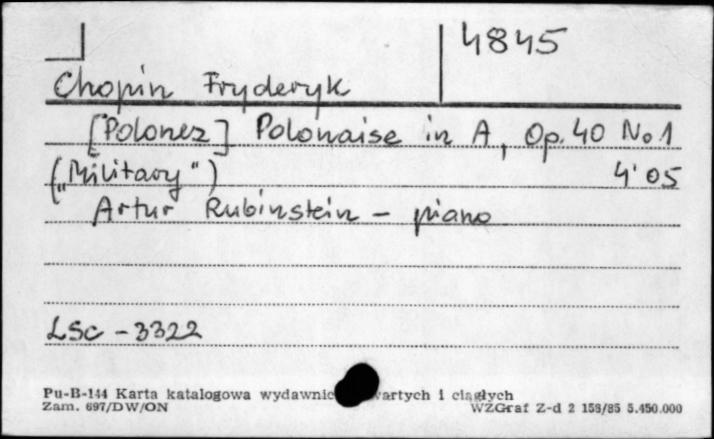 4845
Chopin Fryderyk
[Polonez] Polonaise in A, Op. 40 No 1
("Military") 4'05
Artur Rubinstein - piano
LSC - 3322
Pu-B-144 Karta katalogowa wydawnic wartych i ciągłych
Zam. 697/DW/ON WZGraf Z-d 2 158/85 5.450.000